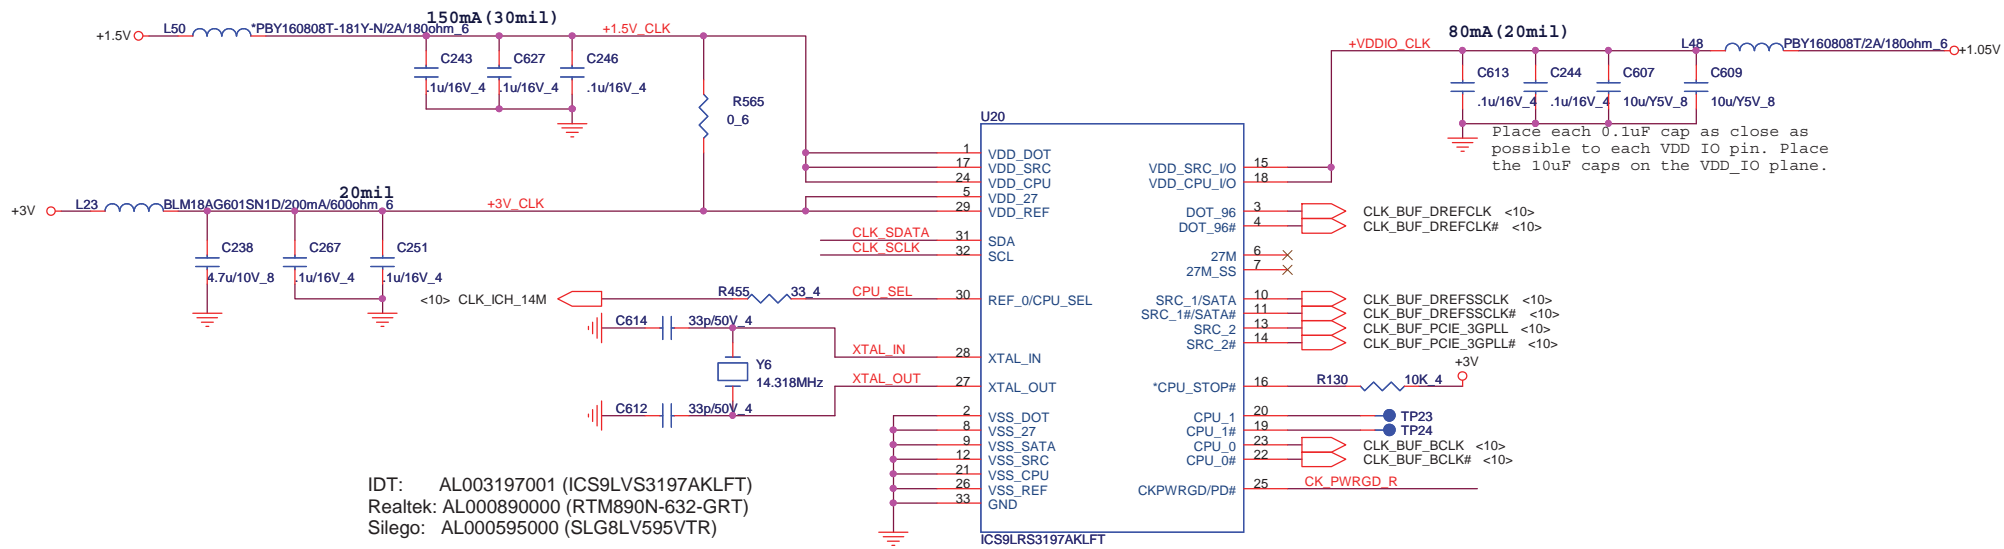 150mA(30mil)
+1.5V
L50
*PBY160808T-181Y-N/2A/180ohm_6
+1.5V_CLK
C243
.1u/16V_4
C627
.1u/16V_4
C246
.1u/16V_4
R565
0_6
20mil
+3V
L23
BLM18AG601SN1D/200mA/600ohm_6
+3V_CLK
C238
4.7u/10V_8
C267
.1u/16V_4
C251
.1u/16V_4
CLK_SDATA
CLK_SCLK
<10> CLK_ICH_14M
R455
33_4
CPU_SEL
C614
33p/50V_4
Y6
14.318MHz
XTAL_IN
XTAL_OUT
C612
33p/50V_4
U20
1 VDD_DOT
17 VDD_SRC
24 VDD_CPU
5 VDD_27
29 VDD_REF
31 SDA
32 SCL
30 REF_0/CPU_SEL
28 XTAL_IN
27 XTAL_OUT
2 VSS_DOT
8 VSS_27
9 VSS_SATA
12 VSS_SRC
21 VSS_CPU
26 VSS_REF
33 GND
VDD_SRC_I/O 15
VDD_CPU_I/O 18
DOT_96 3 CLK_BUF_DREFCLK <10>
DOT_96# 4 CLK_BUF_DREFCLK# <10>
27M 6
27M_SS 7
SRC_1/SATA 10 CLK_BUF_DREFSSCLK <10>
SRC_1#/SATA# 11 CLK_BUF_DREFSSCLK# <10>
SRC_2 13 CLK_BUF_PCIE_3GPLL <10>
SRC_2# 14 CLK_BUF_PCIE_3GPLL# <10>
+3V
*CPU_STOP# 16 R130 10K_4
CPU_1 20 TP23
CPU_1# 19 TP24
CPU_0 23 CLK_BUF_BCLK <10>
CPU_0# 22 CLK_BUF_BCLK# <10>
CKPWRGD/PD# 25 CK_PWRGD_R
ICS9LRS3197AKLFT
80mA(20mil)
+VDDIO_CLK
L48
PBY160808T/2A/180ohm_6
+1.05V
C613
.1u/16V_4
C244
.1u/16V_4
C607
10u/Y5V_8
C609
10u/Y5V_8
Place each 0.1uF cap as close as
possible to each VDD IO pin. Place
the 10uF caps on the VDD_IO plane.
IDT: AL003197001 (ICS9LVS3197AKLFT)
Realtek: AL000890000 (RTM890N-632-GRT)
Silego: AL000595000 (SLG8LV595VTR)